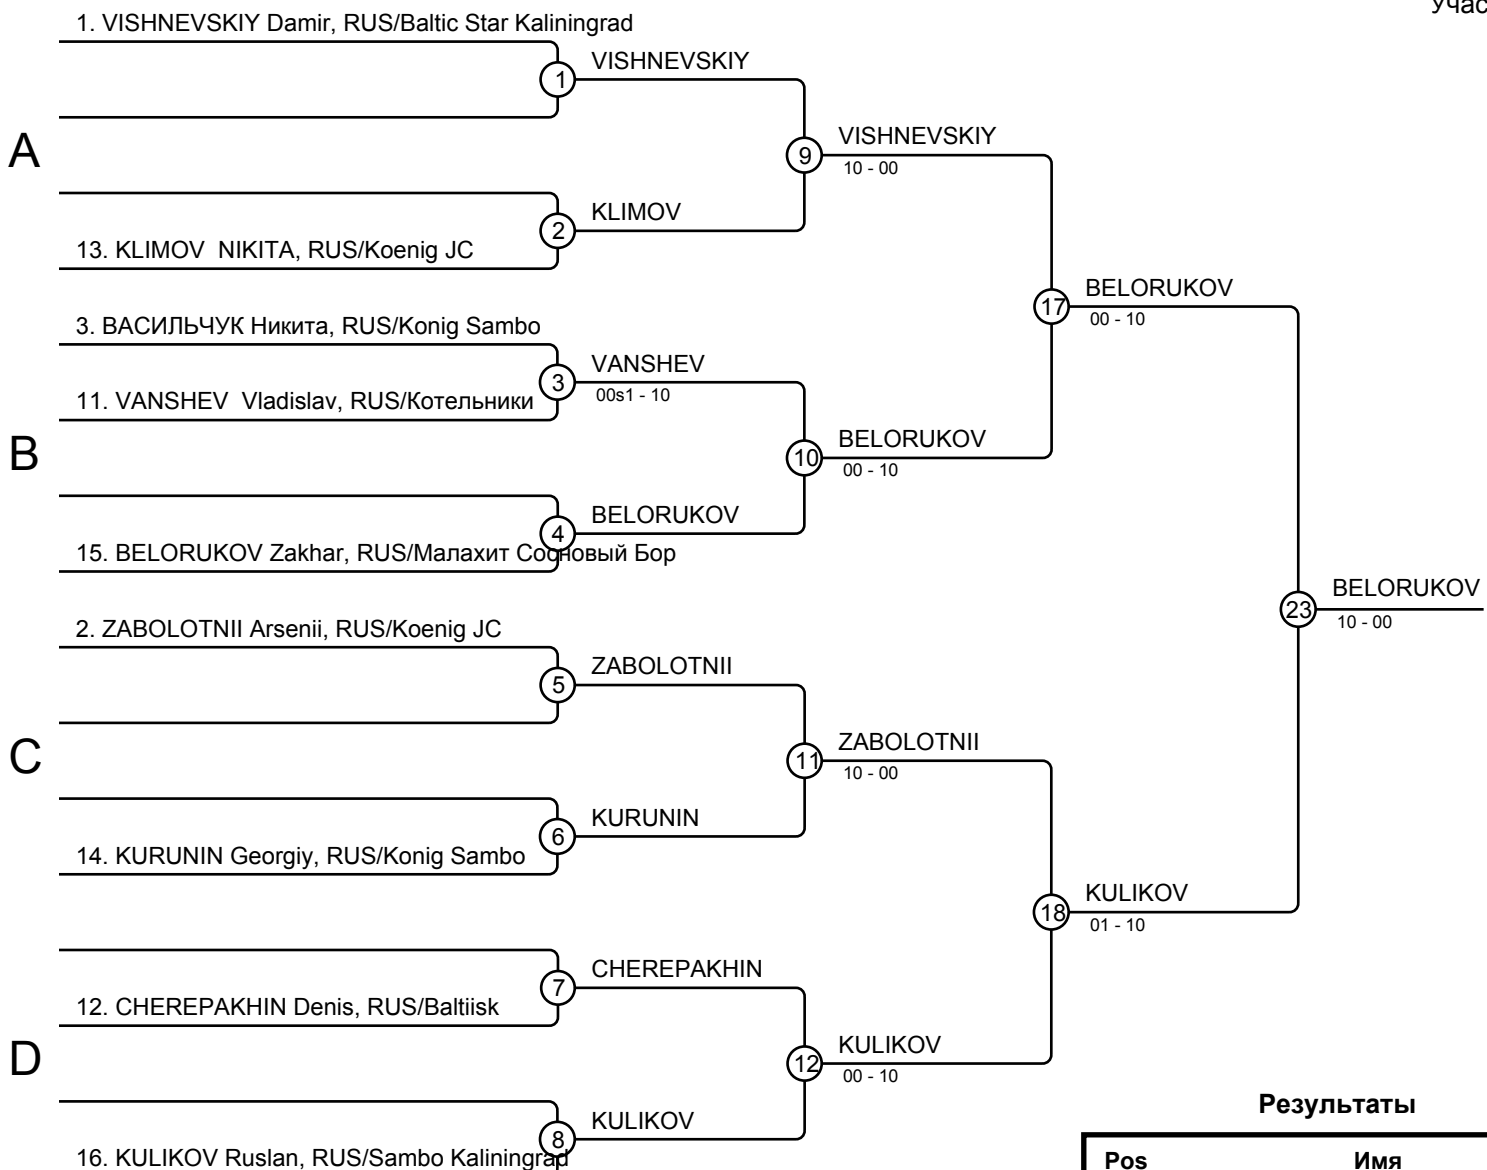 Учас
1. VISHNEVSKIY Damir, RUS/Baltic Star Kaliningrad
1
VISHNEVSKIY
A
9
VISHNEVSKIY
10 - 00
2
KLIMOV
13. KLIMOV  NIKITA, RUS/Koenig JC
17
BELORUKOV
00 - 10
3. ВАСИЛЬЧУК Никита, RUS/Konig Sambo
3
VANSHEV
00s1 - 10
11. VANSHEV  Vladislav, RUS/Котельники
B
10
BELORUKOV
00 - 10
4
BELORUKOV
15. BELORUKOV Zakhar, RUS/Малахит Сосновый Бор
23
BELORUKOV
10 - 00
2. ZABOLOTNII Arsenii, RUS/Koenig JC
5
ZABOLOTNII
C
11
ZABOLOTNII
10 - 00
6
KURUNIN
14. KURUNIN Georgiy, RUS/Konig Sambo
18
KULIKOV
01 - 10
7
CHEREPAKHIN
12. CHEREPAKHIN Denis, RUS/Baltiisk
D
12
KULIKOV
00 - 10
8
KULIKOV
16. KULIKOV Ruslan, RUS/Sambo Kaliningrad
Результаты
Pos Имя